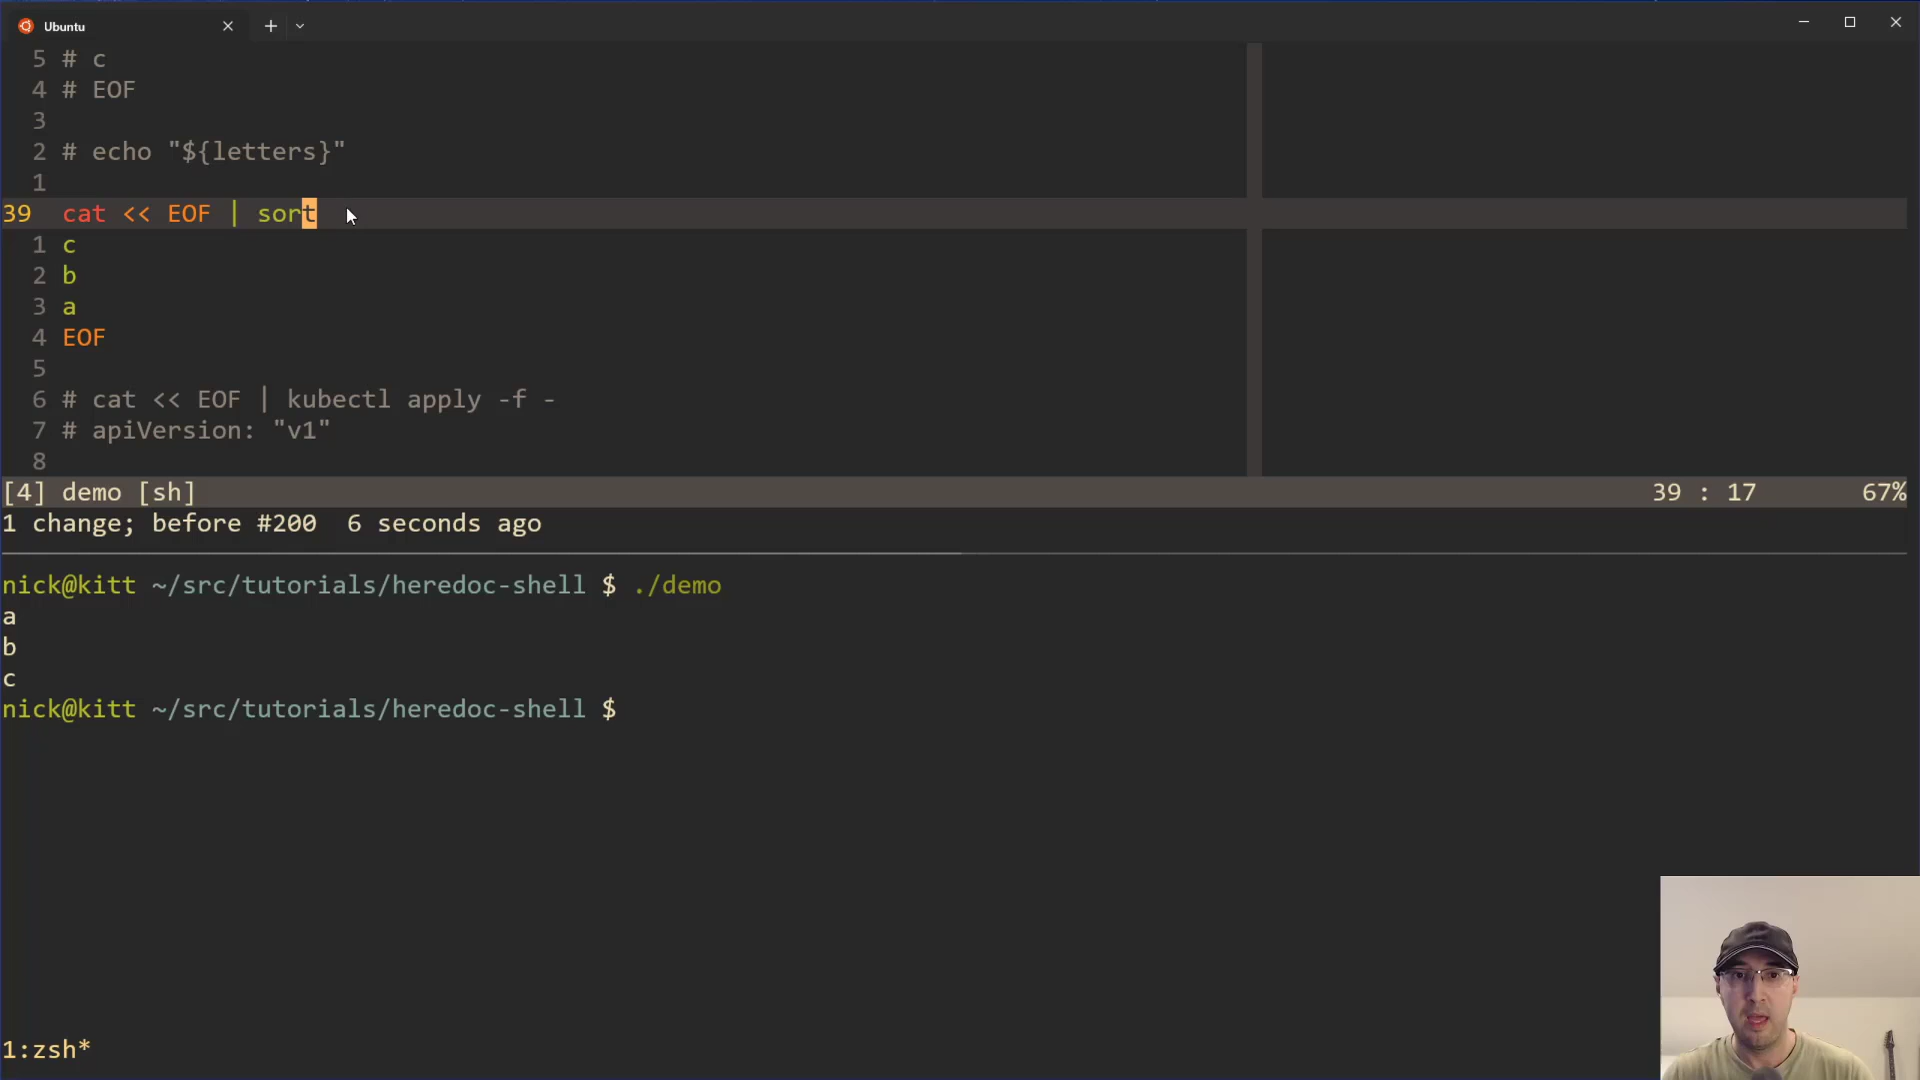 Ubuntu
5 # c
4 # EOF
3
2 # echo "${letters}"
1
39 cat << EOF | sort
1 c
2 b
3 a
4 EOF
5
6 # cat << EOF | kubectl apply -f -
7 # apiVersion: "v1"
8
[4] demo [sh] 39 : 17 67%
1 change; before #200 6 seconds ago
nick@kitt ~/src/tutorials/heredoc-shell $ ./demo
a
b
c
nick@kitt ~/src/tutorials/heredoc-shell $
1:zsh*